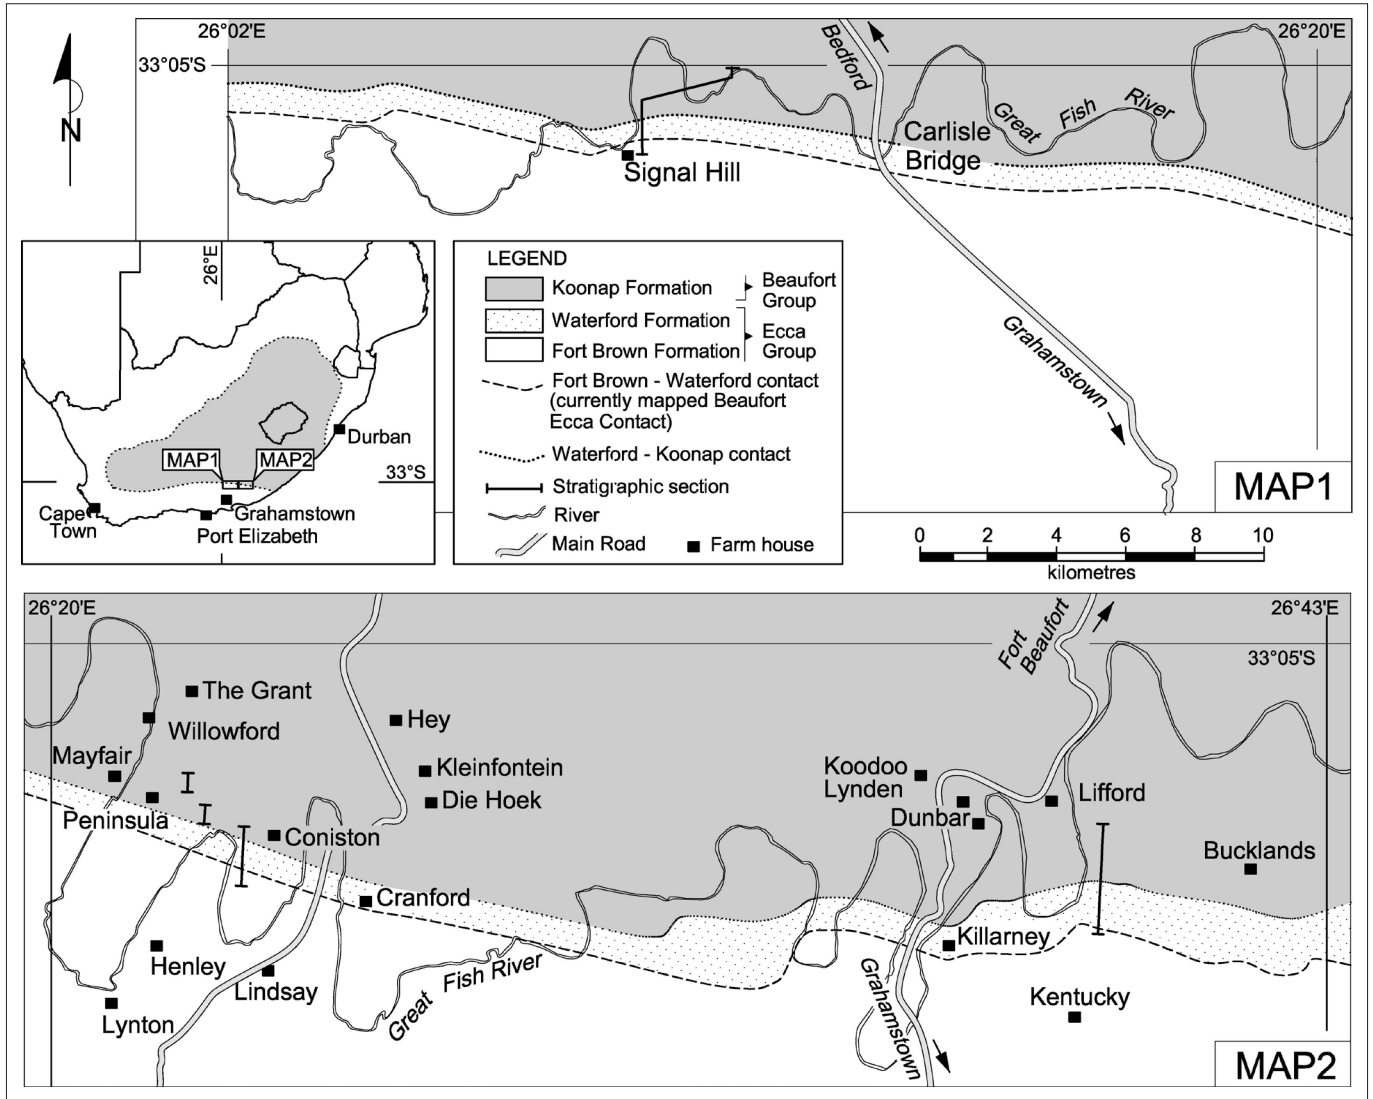 26°02'E
26°20'E
33°05'S
N
Bedford
Great
Fish
River
Carlisle
Bridge
Signal Hill
Grahamstown
MAP1
26°E
MAP1
MAP2
Durban
33°S
Cape
Town
Grahamstown
Port Elizabeth
LEGEND
Koonap Formation
Beaufort
Group
Waterford Formation
Fort Brown Formation
Ecca
Group
Fort Brown - Waterford contact
(currently mapped Beaufort
Ecca Contact)
Waterford - Koonap contact
Stratigraphic section
River
Main Road
Farm house
0 2 4 6 8 10
kilometres
26°20'E
26°43'E
33°05'S
Fort
Beaufort
The Grant
Willowford
Hey
Mayfair
Kleinfontein
Die Hoek
Peninsula
Coniston
Koodoo
Lynden
Dunbar
Lifford
Bucklands
Cranford
Killarney
Henley
Lindsay
Lynton
Great
Fish River
Grahamstown
Kentucky
MAP2